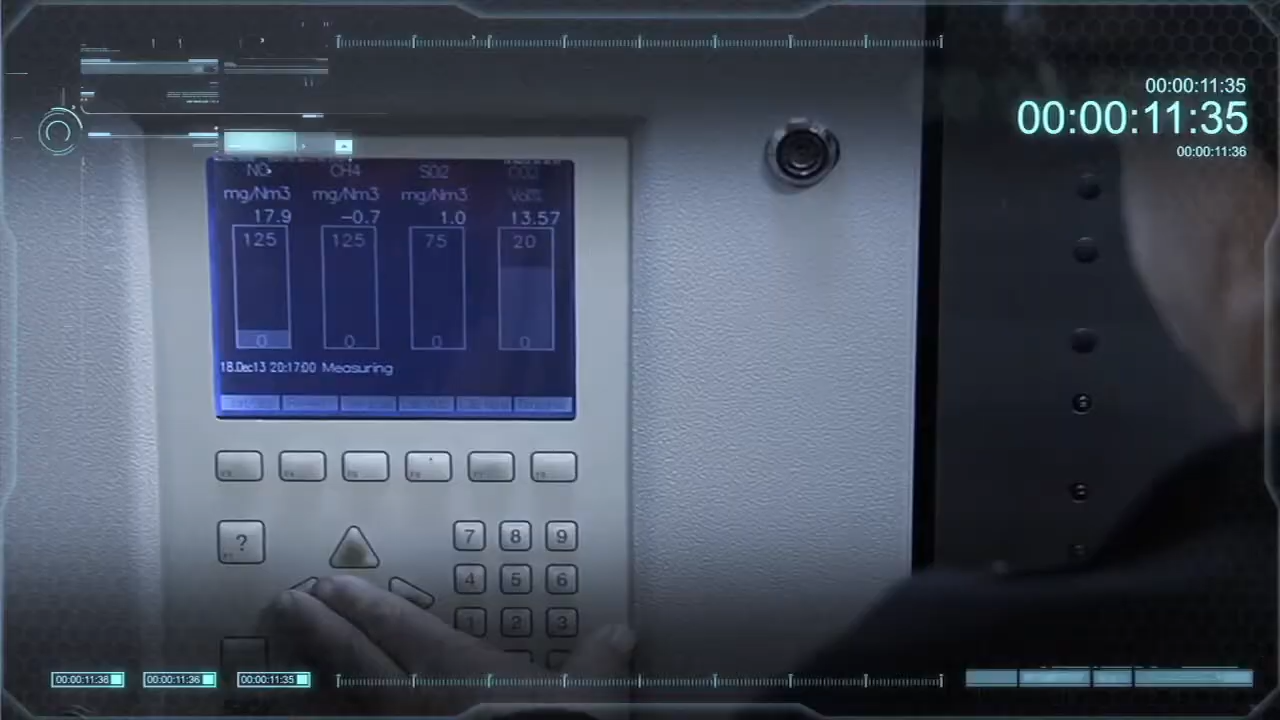 00:00:11:35
00:00:11:35
00:00:11:36
NO CH4 SO2 CO2
mg/Nm3 mg/Nm3 mg/Nm3 Vol%
17.9 -0.7 1.0 13.57
125 125 75 20
0 0 0 0
18.Dec13 20:17:00 Measuring
?
7 8 9
4 5 6
1 2 3
00:00:11:36 00:00:11:36 00:00:11:35